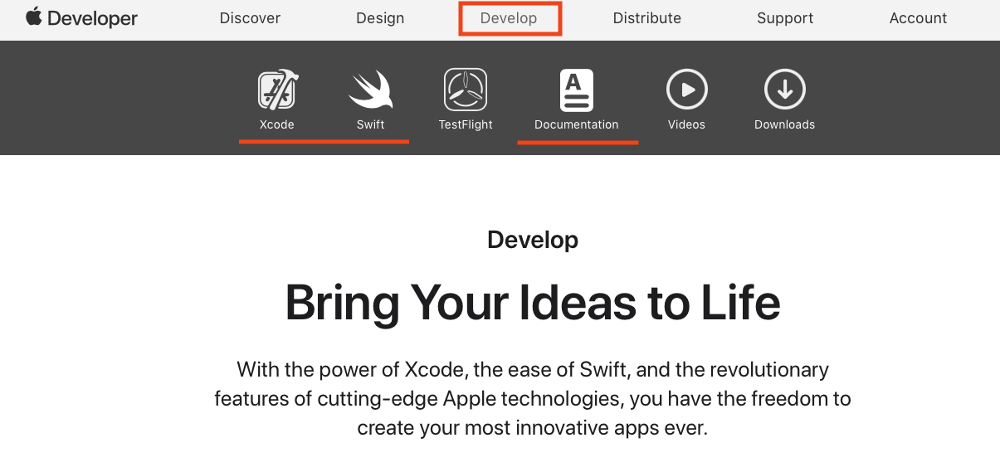 Developer Discover Design Develop Distribute Support Account
Xcode Swift TestFlight Documentation Videos Downloads
Develop
Bring Your Ideas to Life
With the power of Xcode, the ease of Swift, and the revolutionary
features of cutting-edge Apple technologies, you have the freedom to
create your most innovative apps ever.